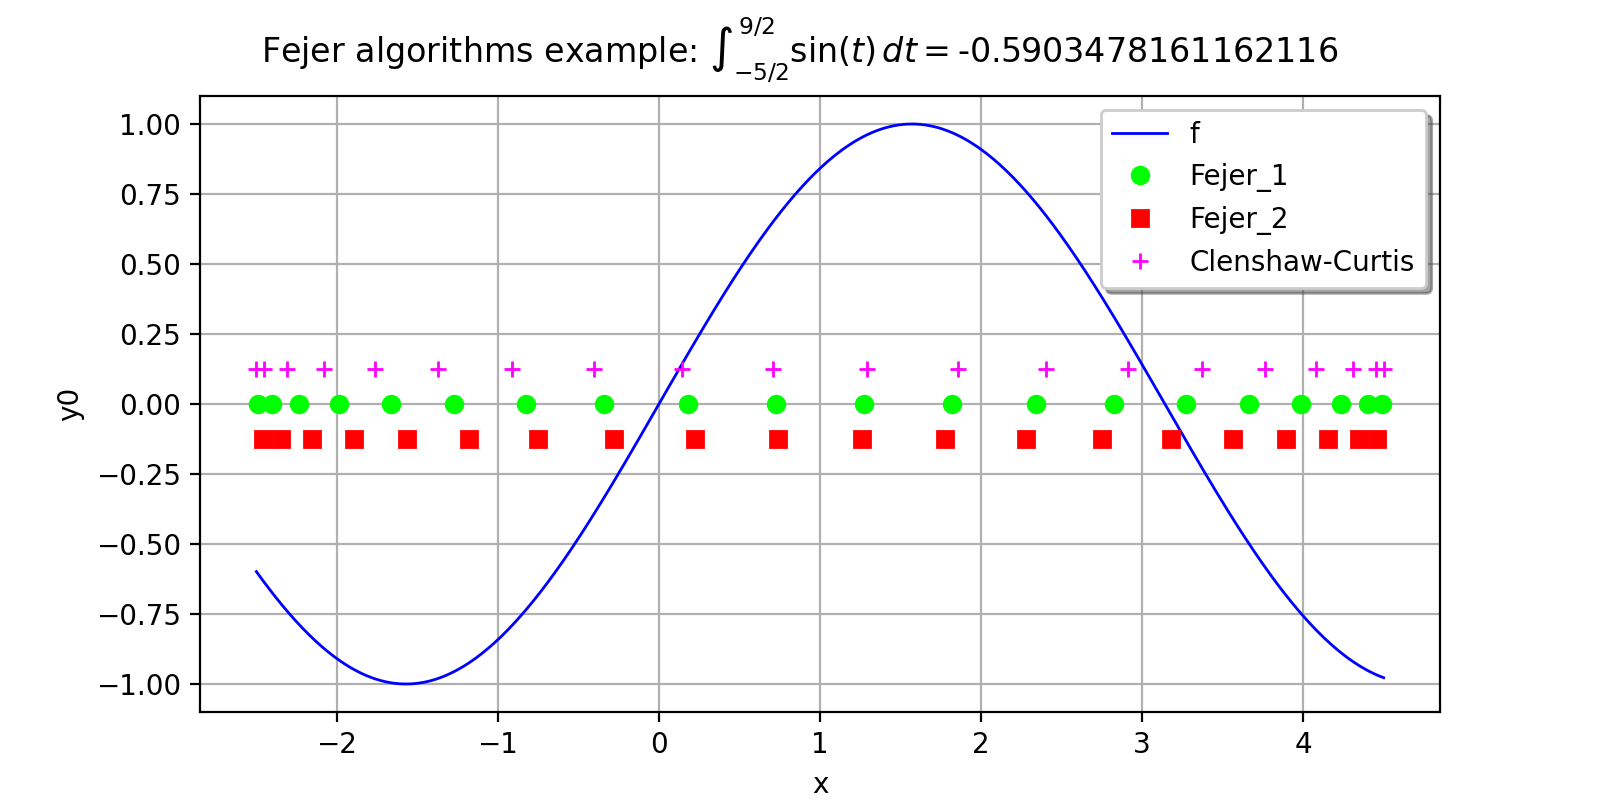 Fejer algorithms example: ∫_{−5/2}^{9/2} sin(t) dt = -0.5903478161162116
1.00
0.75
0.50
0.25
0.00
−0.25
−0.50
−0.75
−1.00
y0
f
Fejer_1
Fejer_2
Clenshaw-Curtis
−2 −1 0 1 2 3 4
x